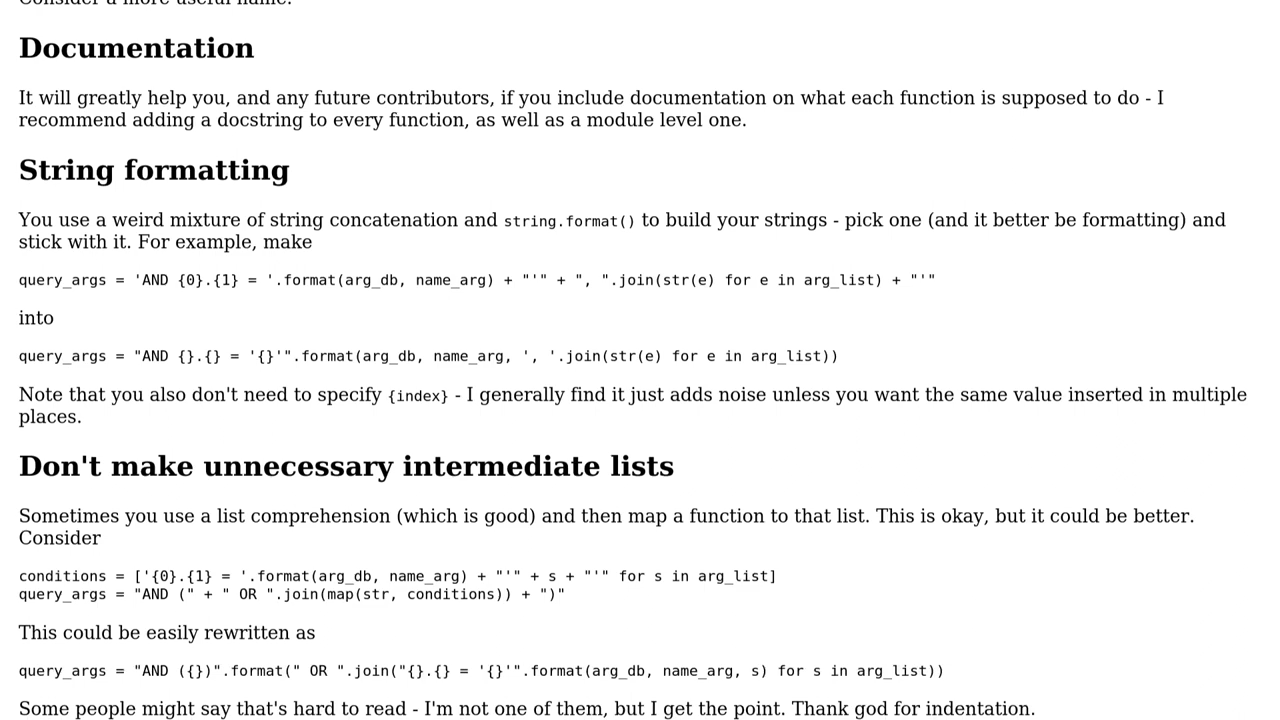 Consider a more useful name.
Documentation
It will greatly help you, and any future contributors, if you include documentation on what each function is supposed to do - I
recommend adding a docstring to every function, as well as a module level one.
String formatting
You use a weird mixture of string concatenation and string.format() to build your strings - pick one (and it better be formatting) and
stick with it. For example, make
query_args = 'AND {0}.{1} = '.format(arg_db, name_arg) + "'" + ", ".join(str(e) for e in arg_list) + "'"
into
query_args = "AND {}.{} = '{}'".format(arg_db, name_arg, ', '.join(str(e) for e in arg_list))
Note that you also don't need to specify {index} - I generally find it just adds noise unless you want the same value inserted in multiple
places.
Don't make unnecessary intermediate lists
Sometimes you use a list comprehension (which is good) and then map a function to that list. This is okay, but it could be better.
Consider
conditions = ['{0}.{1} = '.format(arg_db, name_arg) + "'" + s + "'" for s in arg_list]
query_args = "AND (" + " OR ".join(map(str, conditions)) + ")"
This could be easily rewritten as
query_args = "AND ({})".format(" OR ".join("{}.{} = '{}'".format(arg_db, name_arg, s) for s in arg_list))
Some people might say that's hard to read - I'm not one of them, but I get the point. Thank god for indentation.